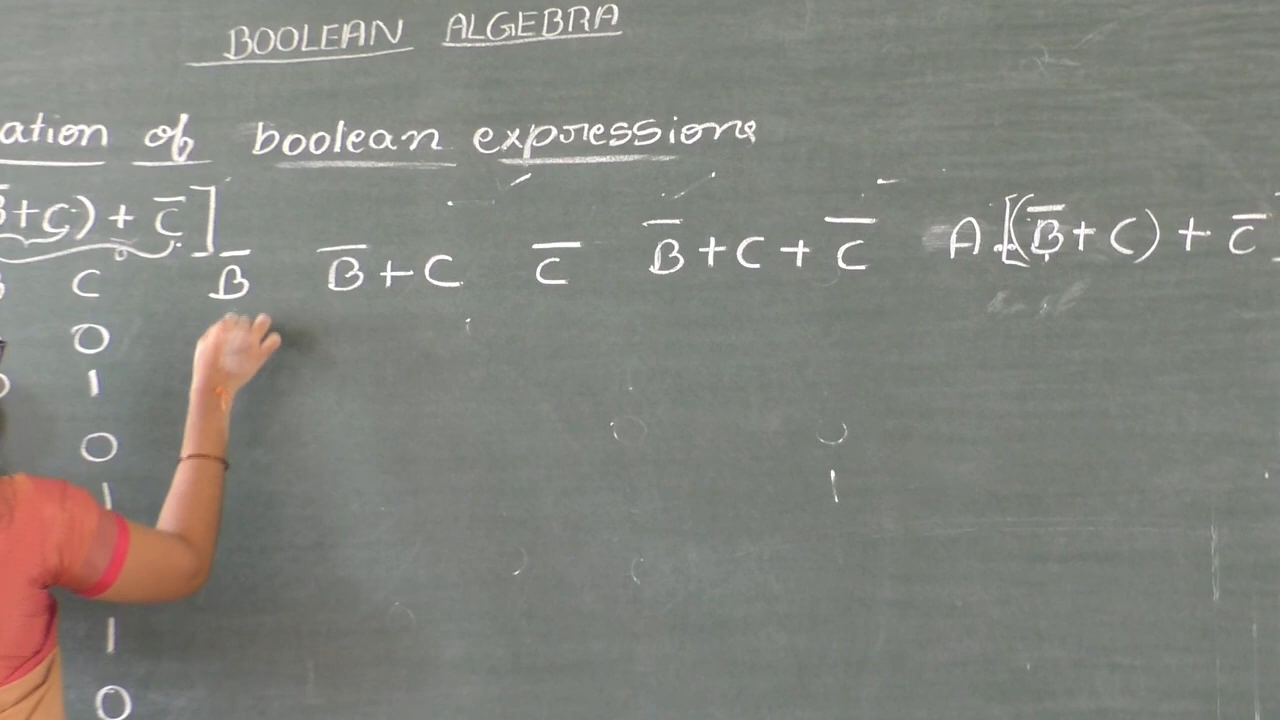 BOOLEAN ALGEBRA
ation of boolean expressions
B̅+C) + C̅ ]
C B̅ B̅+C C̅ B̅+C+C̅ A.[(B̅+C)+C̅]
0
1
0
1
1
0